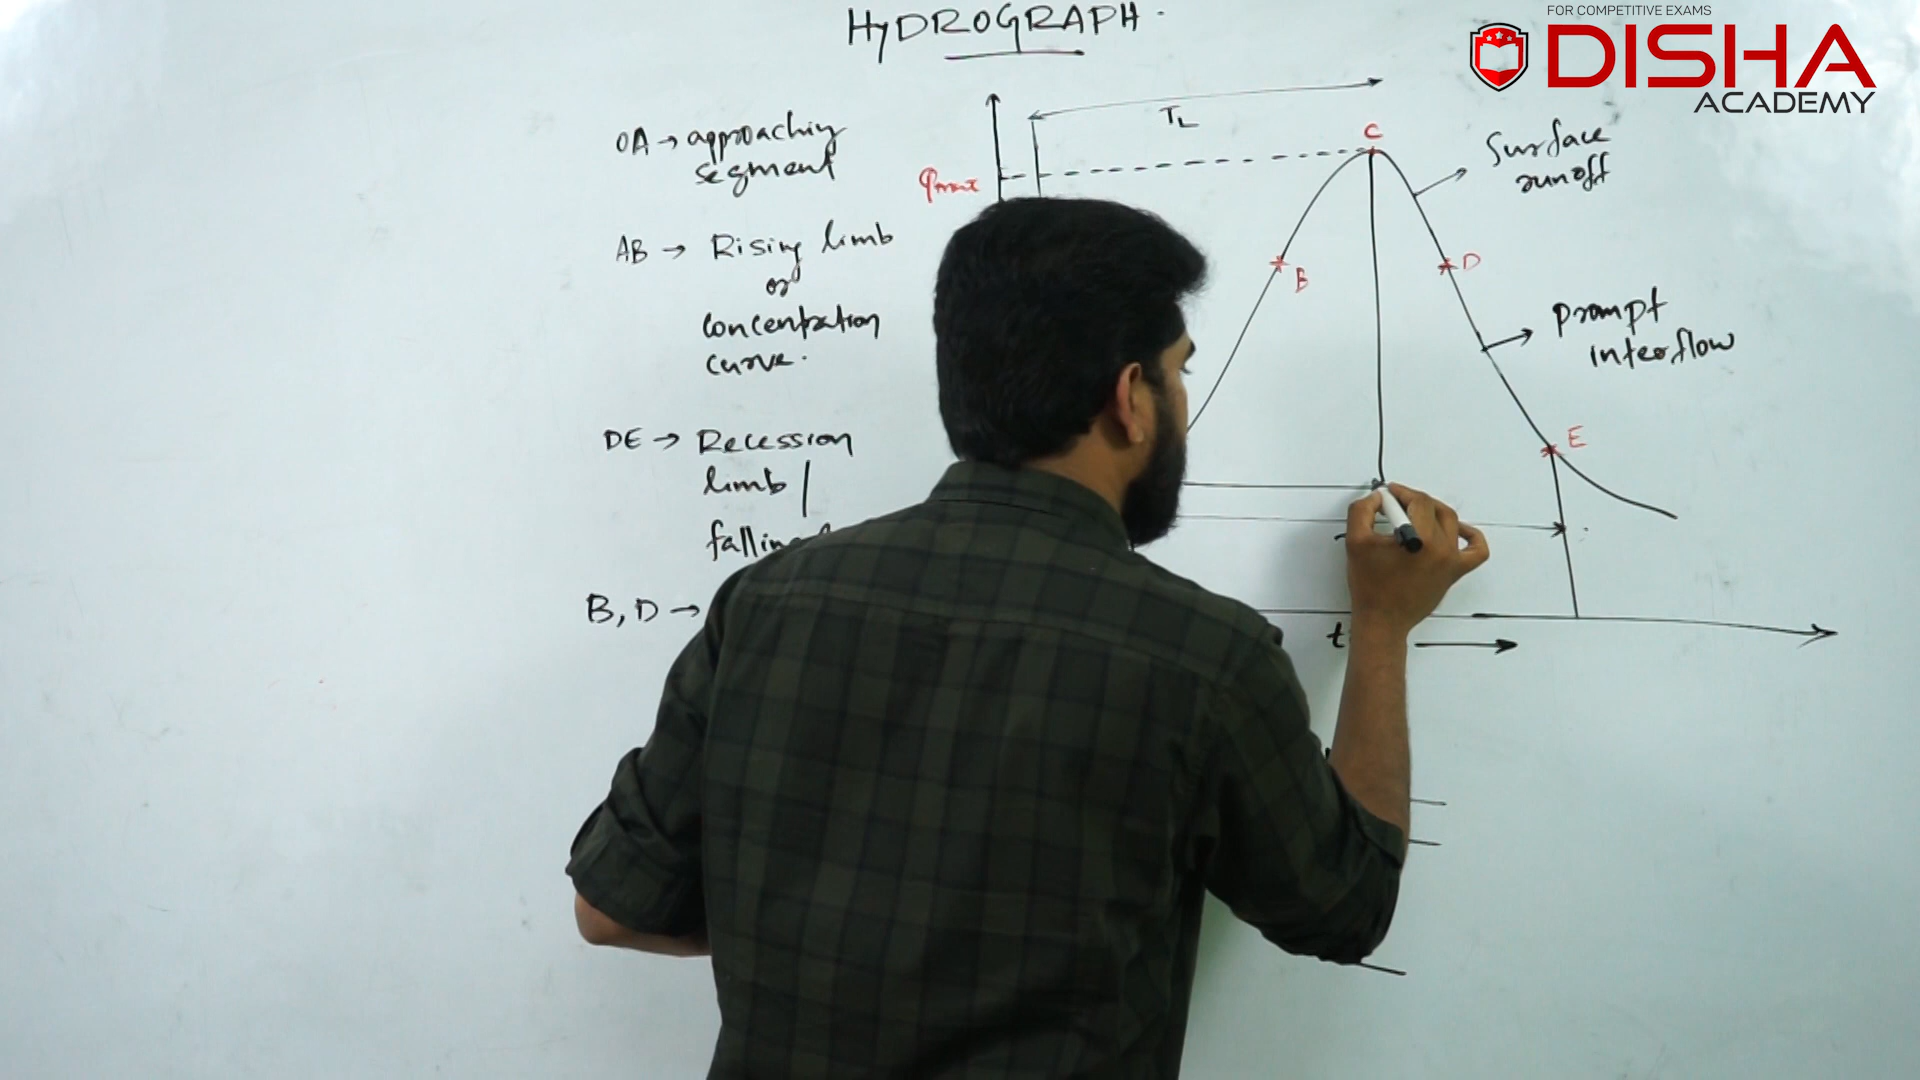 HyDROGRAPH.
FOR COMPETITIVE EXAMS
DISHA
ACADEMY
OA → approaching
segment
AB → Rising limb
or
concentration
curve.
DE → Recession
limb /
falling
B, D →
TL
qmax
B
C
D
E
Surface
runoff
prompt
interflow
t